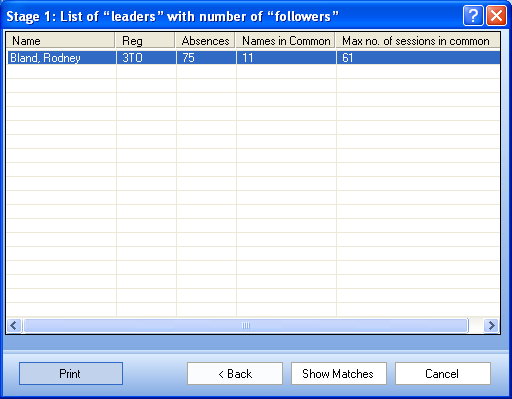 Stage 1: List of “leaders” with number of “followers”
Name Reg Absences Names in Common Max no. of sessions in common
Bland, Rodney 3TO 75 11 61
Print < Back Show Matches Cancel